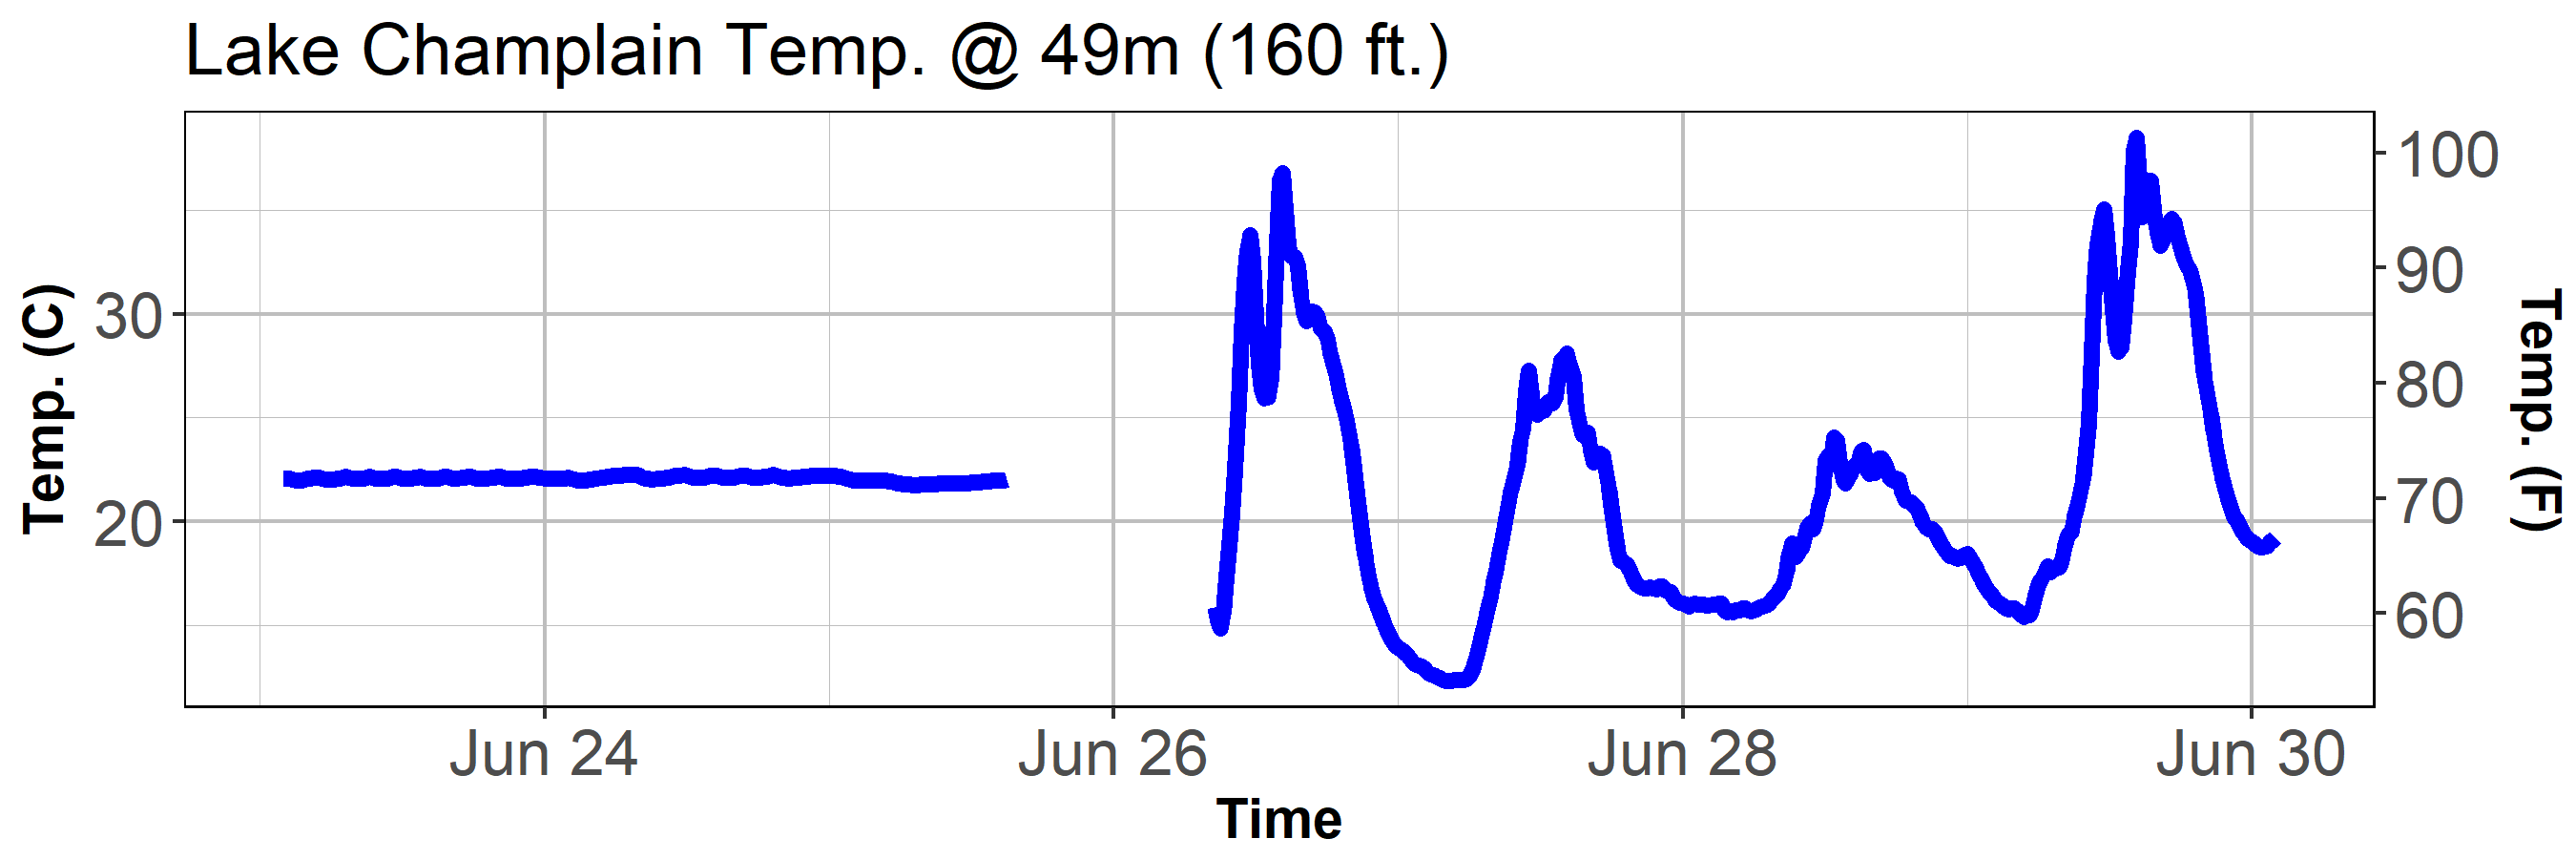 Lake Champlain Temp. @ 49m (160 ft.)
Temp. (C)
30
20
100
90
80
70
60
Temp. (F)
Jun 24 Jun 26 Jun 28 Jun 30
Time